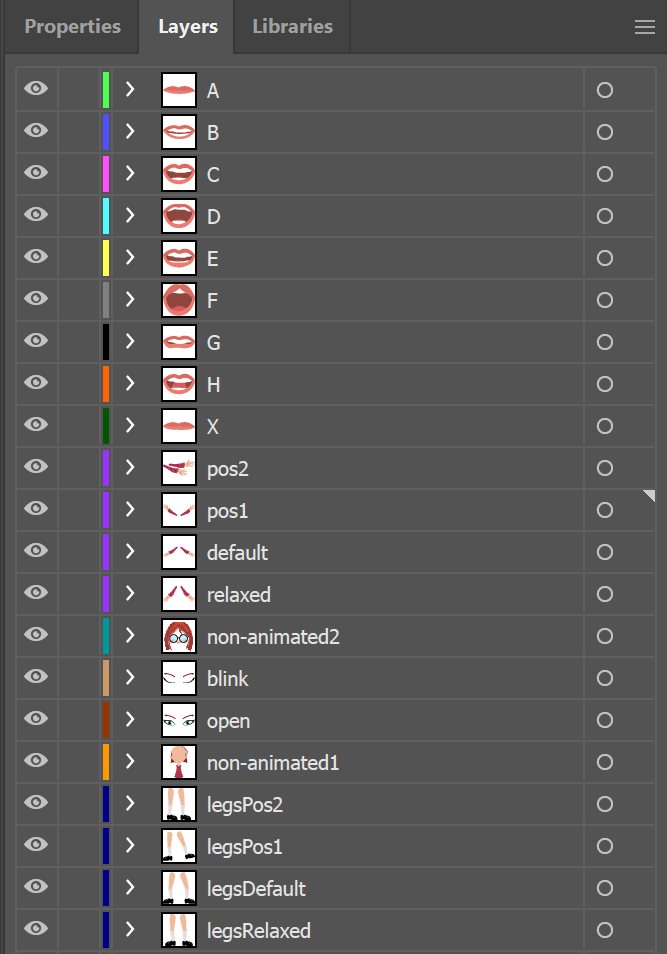 Properties Layers Libraries
A
B
C
D
E
F
G
H
X
pos2
pos1
default
relaxed
non-animated2
blink
open
non-animated1
legsPos2
legsPos1
legsDefault
legsRelaxed